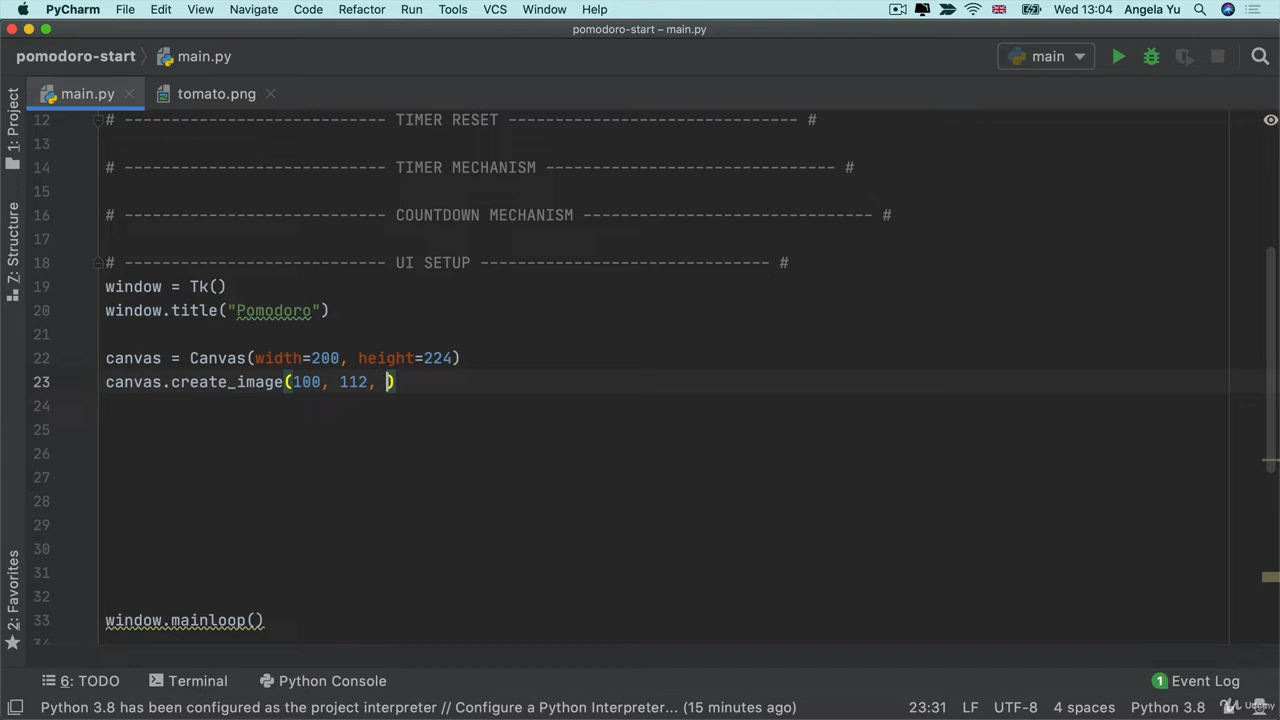 PyCharm File Edit View Navigate Code Refactor Run Tools VCS Window Help Wed 13:04 Angela Yu
pomodoro-start – main.py
pomodoro-start main.py main
main.py tomato.png
1: Project
Z: Structure
2: Favorites
12 # -------------------------- TIMER RESET ------------------------------- #
13
14 # -------------------------- TIMER MECHANISM ------------------------------- #
15
16 # -------------------------- COUNTDOWN MECHANISM ------------------------------- #
17
18 # -------------------------- UI SETUP ------------------------------- #
19 window = Tk()
20 window.title("Pomodoro")
21
22 canvas = Canvas(width=200, height=224)
23 canvas.create_image(100, 112, )
24
25
26
27
28
29
30
31
32
33 window.mainloop()
34
6: TODO Terminal Python Console 1 Event Log
Python 3.8 has been configured as the project interpreter // Configure a Python Interpreter... (15 minutes ago) 23:31 LF UTF-8 4 spaces Python 3.8
Udemy